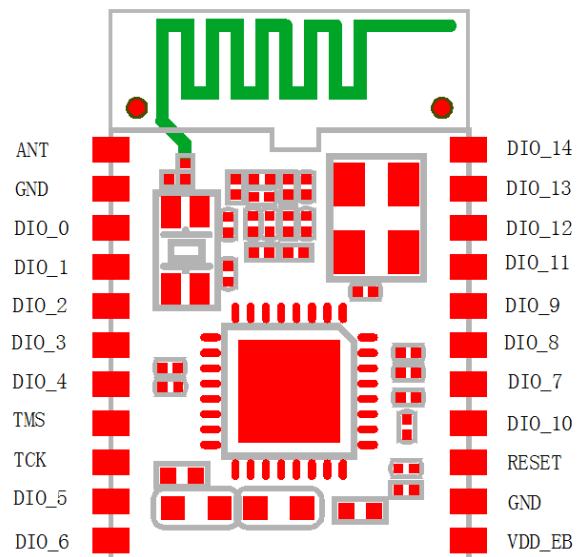 ANT
GND
DIO_0
DIO_1
DIO_2
DIO_3
DIO_4
TMS
TCK
DIO_5
DIO_6
DIO_14
DIO_13
DIO_12
DIO_11
DIO_9
DIO_8
DIO_7
DIO_10
RESET
GND
VDD_EB